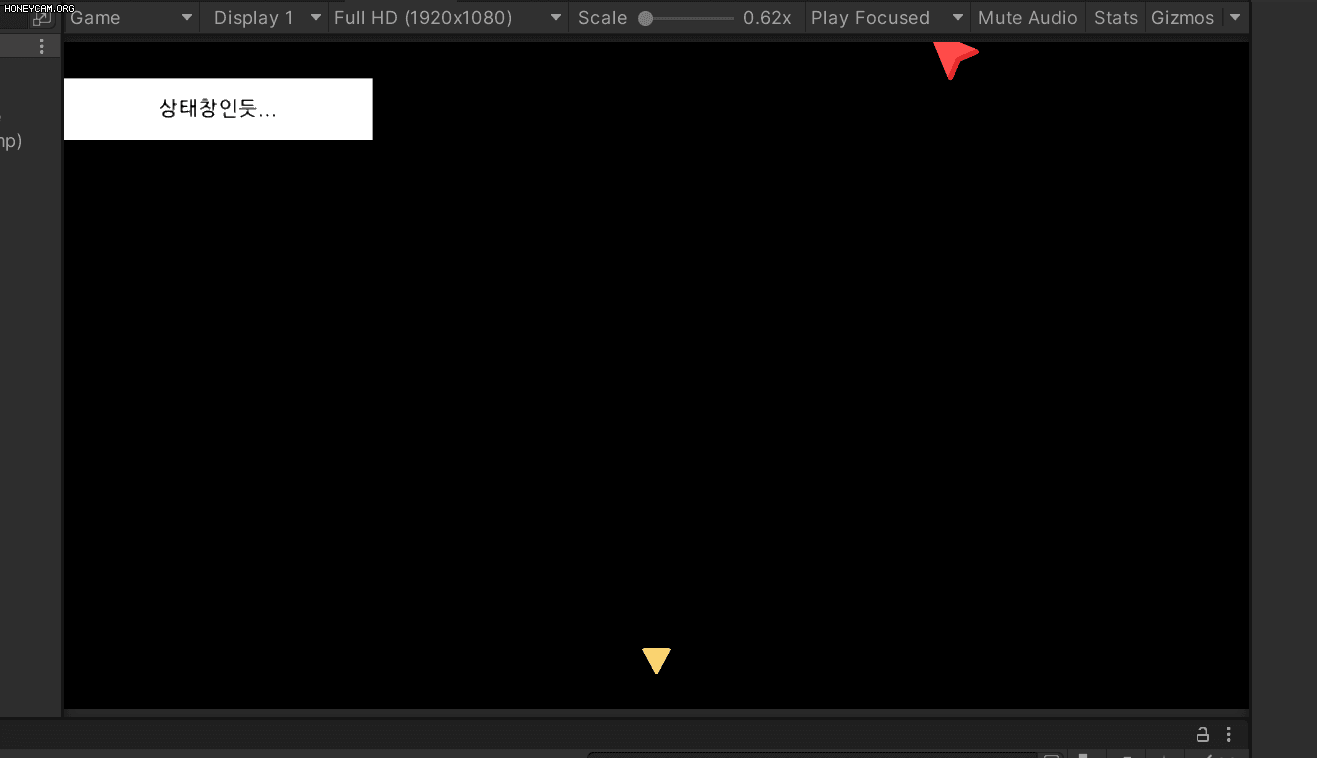 HONEYCAM.ORG
Game Display 1 Full HD (1920x1080) Scale 0.62x Play Focused Mute Audio Stats Gizmos
상태창인듯...
np)